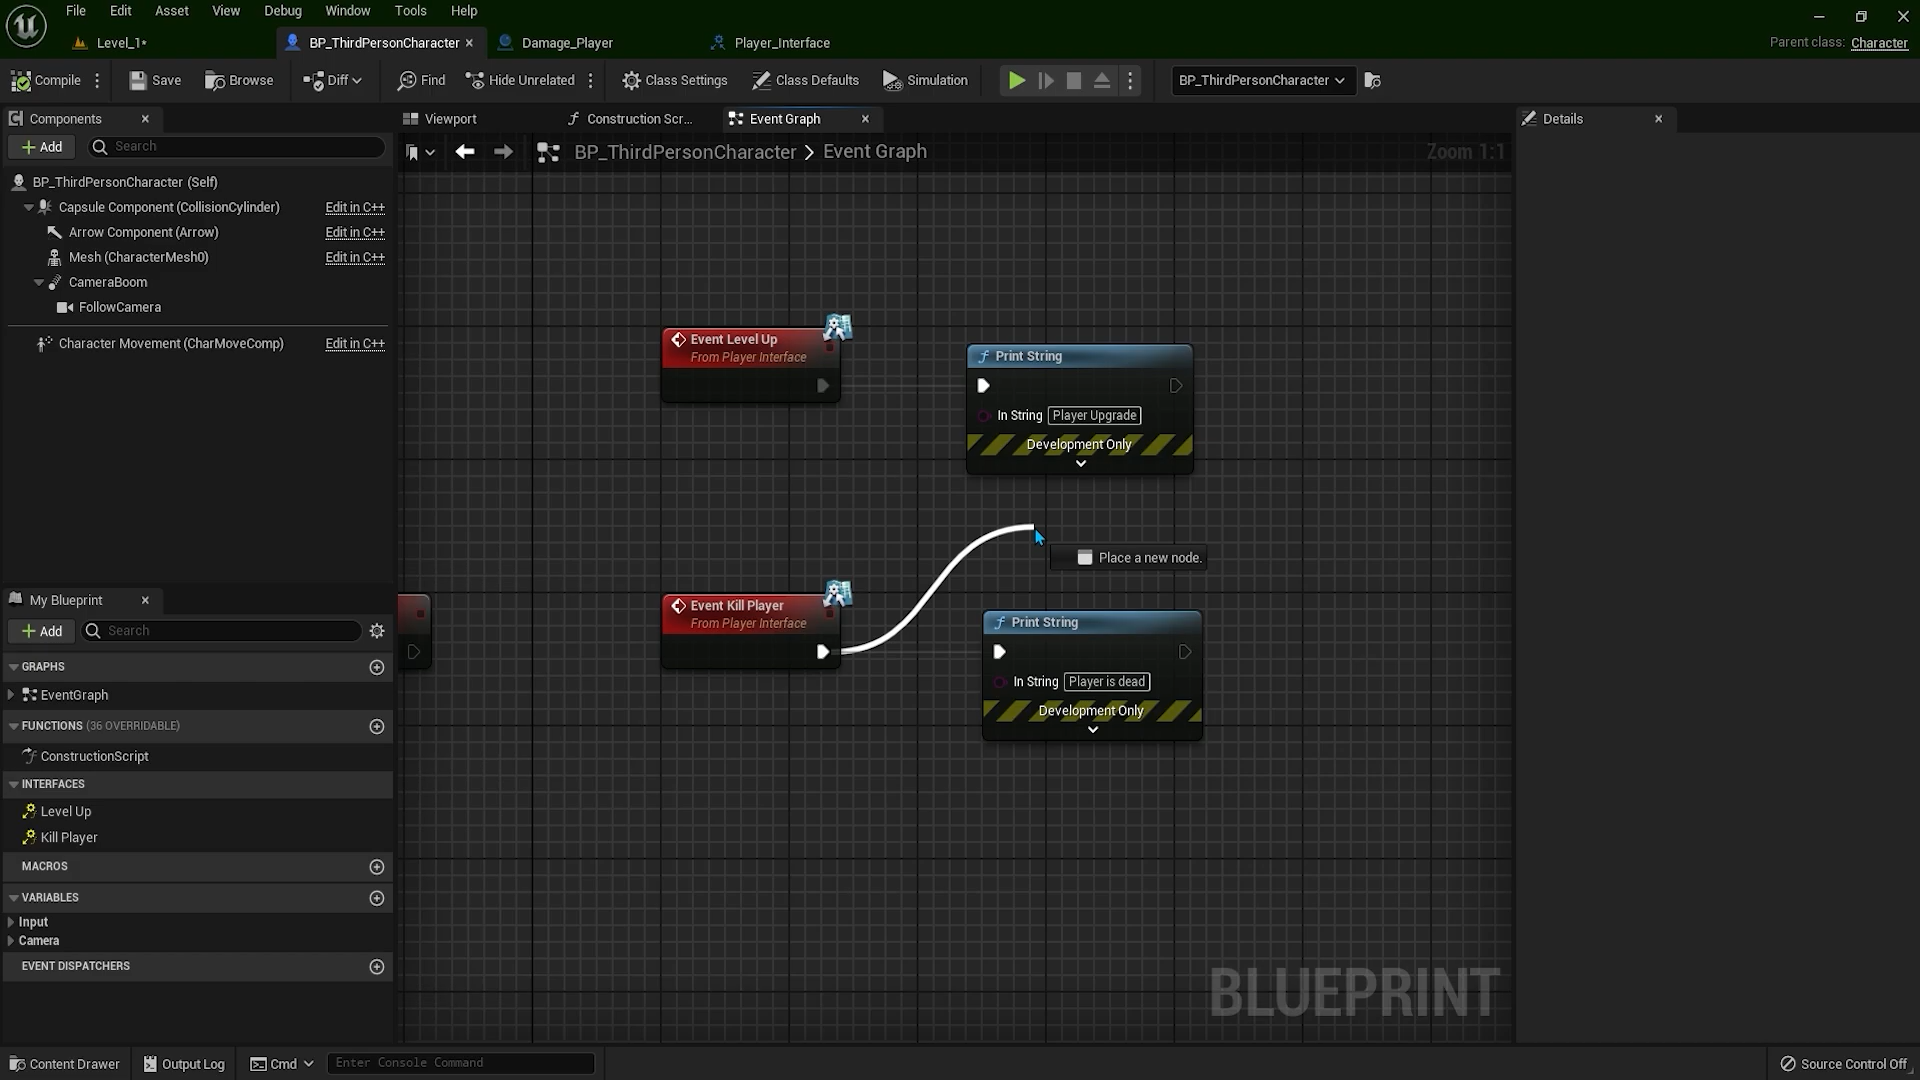 File Edit Asset View Debug Window Tools Help
Level_1*
BP_ThirdPersonCharacter
Damage_Player
Player_Interface
Parent class: Character
Compile
Save
Browse
Diff
Find
Hide Unrelated
Class Settings
Class Defaults
Simulation
BP_ThirdPersonCharacter
Components
Add
Search
BP_ThirdPersonCharacter (Self)
Capsule Component (CollisionCylinder) Edit in C++
Arrow Component (Arrow) Edit in C++
Mesh (CharacterMesh0) Edit in C++
CameraBoom
FollowCamera
Character Movement (CharMoveComp) Edit in C++
My Blueprint
Add
Search
GRAPHS
EventGraph
FUNCTIONS (36 OVERRIDABLE)
ConstructionScript
INTERFACES
Level Up
Kill Player
MACROS
VARIABLES
Input
Camera
EVENT DISPATCHERS
Viewport
Construction Scr...
Event Graph
BP_ThirdPersonCharacter > Event Graph
Zoom 1:1
Event Level Up
From Player Interface
Print String
In String Player Upgrade
Development Only
Place a new node.
Event Kill Player
From Player Interface
Print String
In String Player is dead
Development Only
BLUEPRINT
Details
Content Drawer
Output Log
Cmd
Enter Console Command
Source Control Off